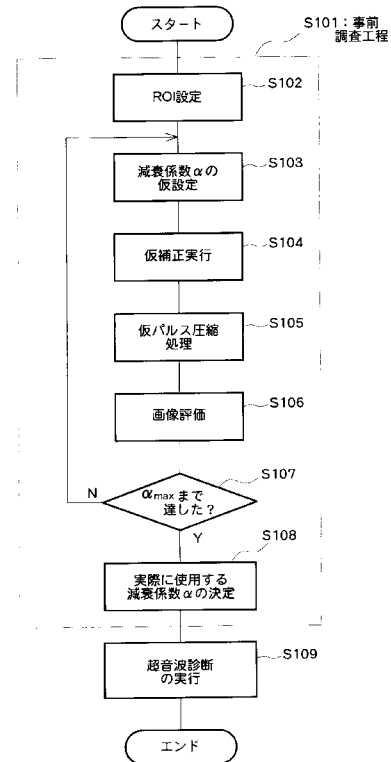 スタート
S101：事前
調査工程
ROI設定
S102
減衰係数αの
仮設定
S103
仮補正実行
S104
仮パルス圧縮
処理
S105
画像評価
S106
αmaxまで
達した？
S107
N
Y
実際に使用する
減衰係数αの決定
S108
超音波診断
の実行
S109
エンド